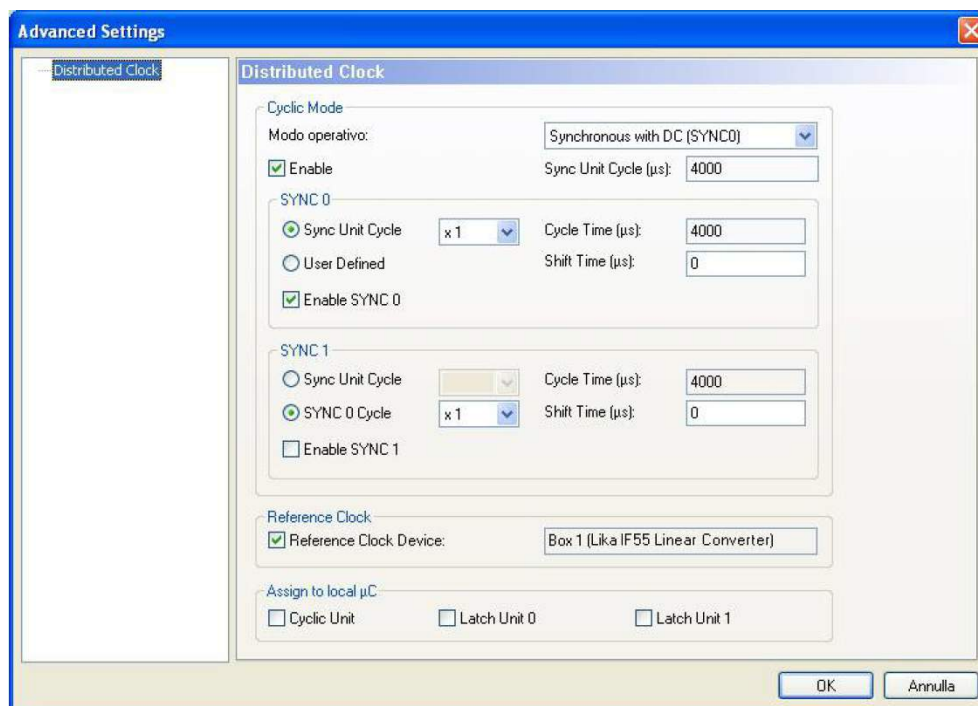 Advanced Settings
Distributed Clock
Distributed Clock
Cyclic Mode
Modo operativo: Synchronous with DC (SYNC0)
Enable Sync Unit Cycle (µs): 4000
SYNC 0
Sync Unit Cycle x 1 Cycle Time (µs): 4000
User Defined Shift Time (µs): 0
Enable SYNC 0
SYNC 1
Sync Unit Cycle Cycle Time (µs): 4000
SYNC 0 Cycle x 1 Shift Time (µs): 0
Enable SYNC 1
Reference Clock
Reference Clock Device: Box 1 (Lika IF55 Linear Converter)
Assign to local µC
Cyclic Unit Latch Unit 0 Latch Unit 1
OK Annulla